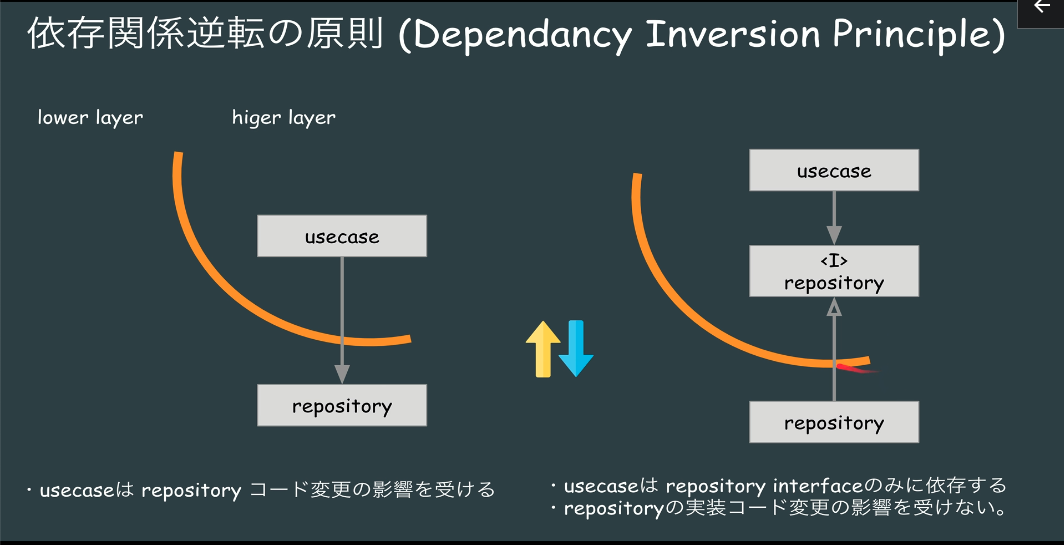 依存関係逆転の原則 (Dependancy Inversion Principle)
lower layer
higer layer
usecase
repository
・usecaseは repository コード変更の影響を受ける
usecase
<I>
repository
repository
・usecaseは repository interfaceのみに依存する
・repositoryの実装コード変更の影響を受けない。